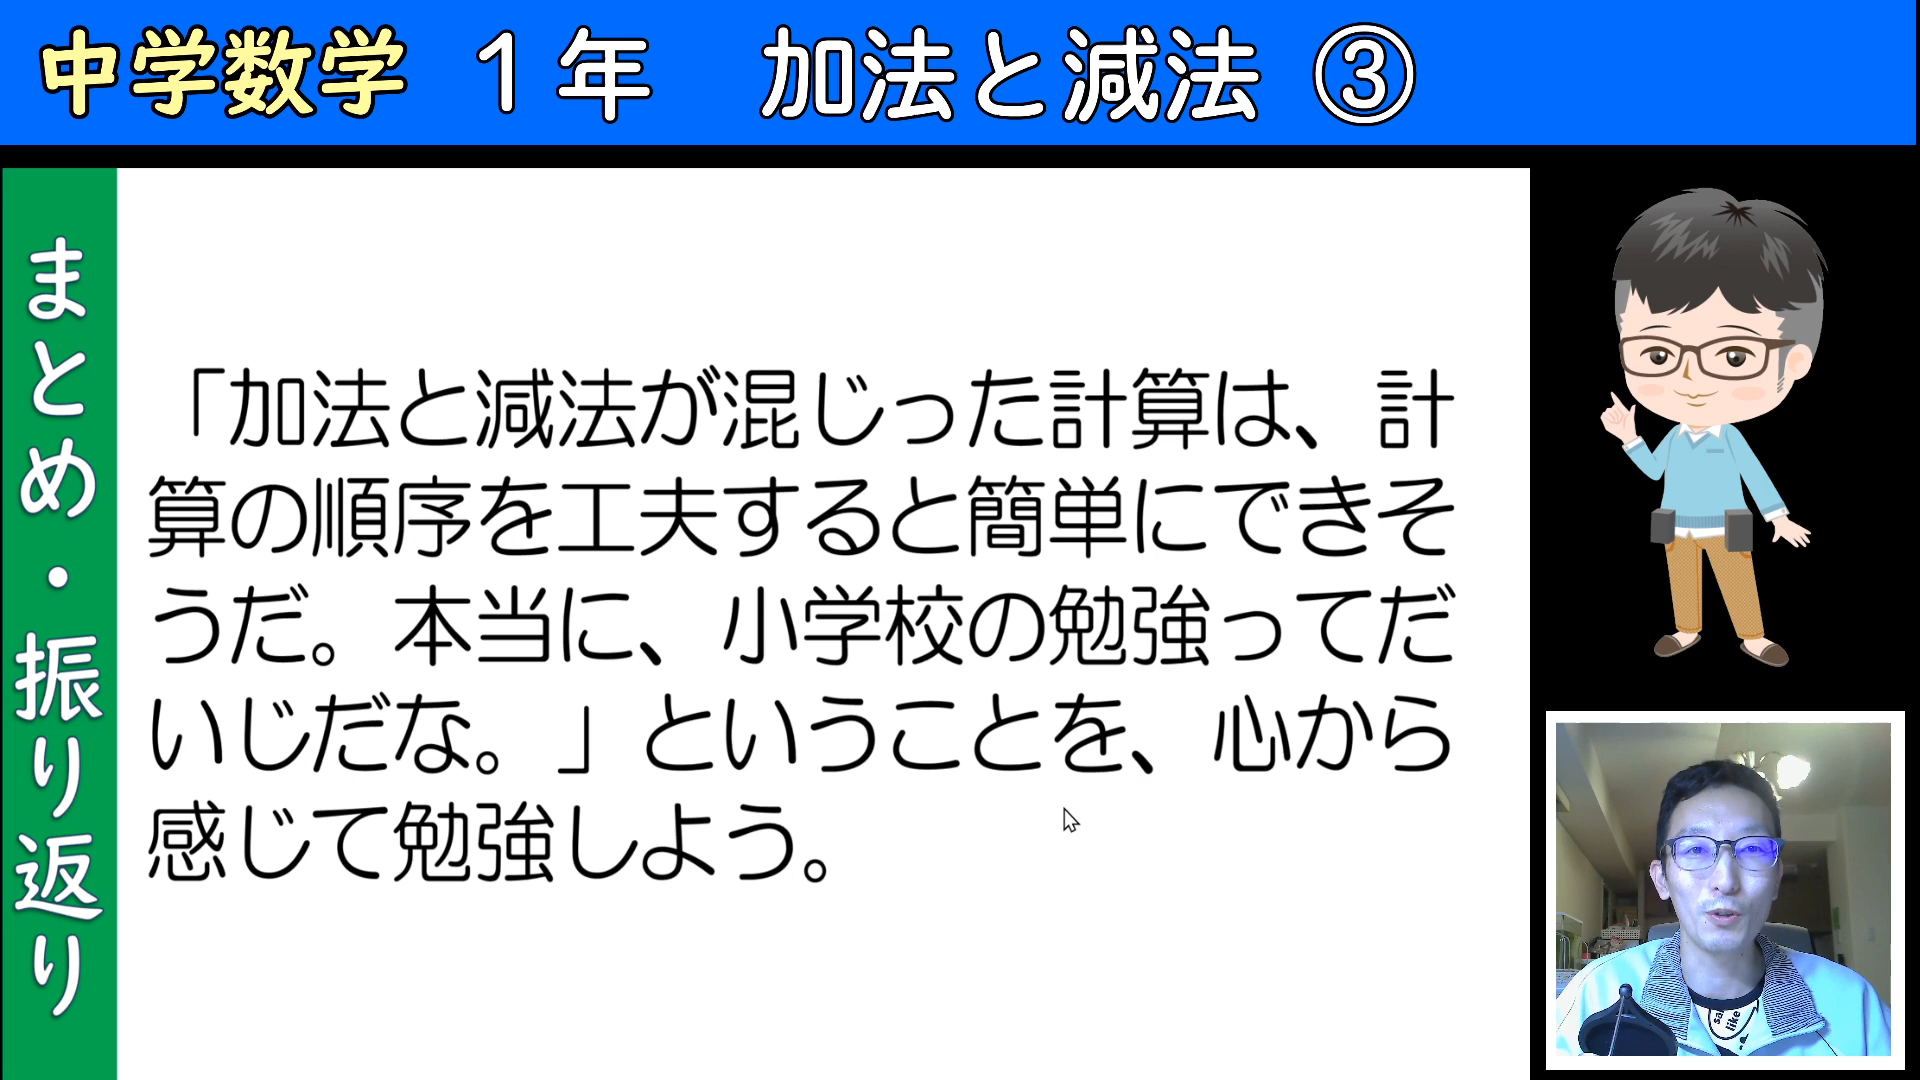 中学数学 1年 加法と減法 ③
まとめ・振り返り
「加法と減法が混じった計算は、計
算の順序を工夫すると簡単にできそ
うだ。本当に、小学校の勉強ってだ
いじだな。」ということを、心から
感じて勉強しよう。
like